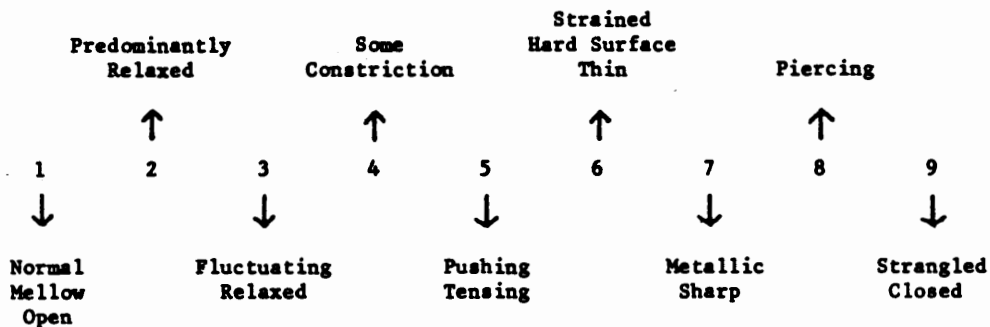 Strained
Predominantly Some Hard Surface
Relaxed Constriction Thin Piercing
1 2 3 4 5 6 7 8 9
Normal Fluctuating Pushing Metallic Strangled
Mellow Relaxed Tensing Sharp Closed
Open